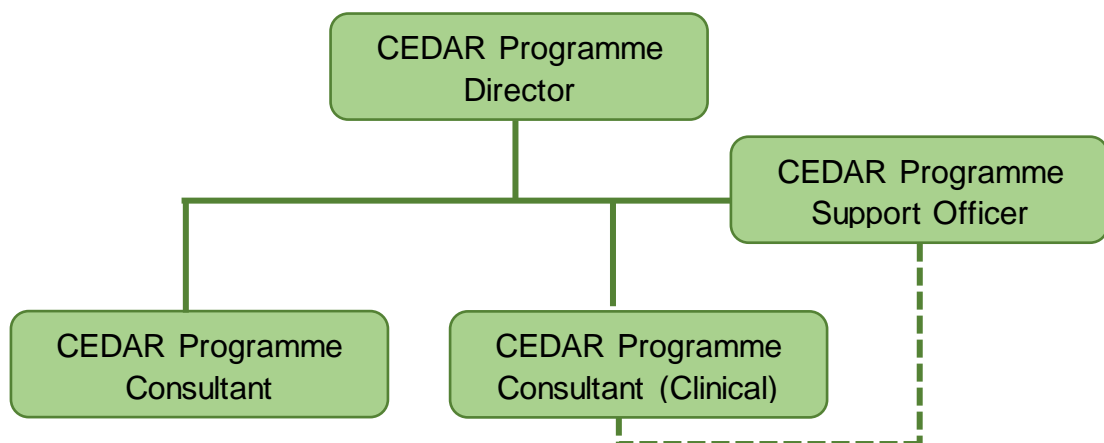 CEDAR Programme
Director
CEDAR Programme
Support Officer
CEDAR Programme
Consultant
CEDAR Programme
Consultant (Clinical)